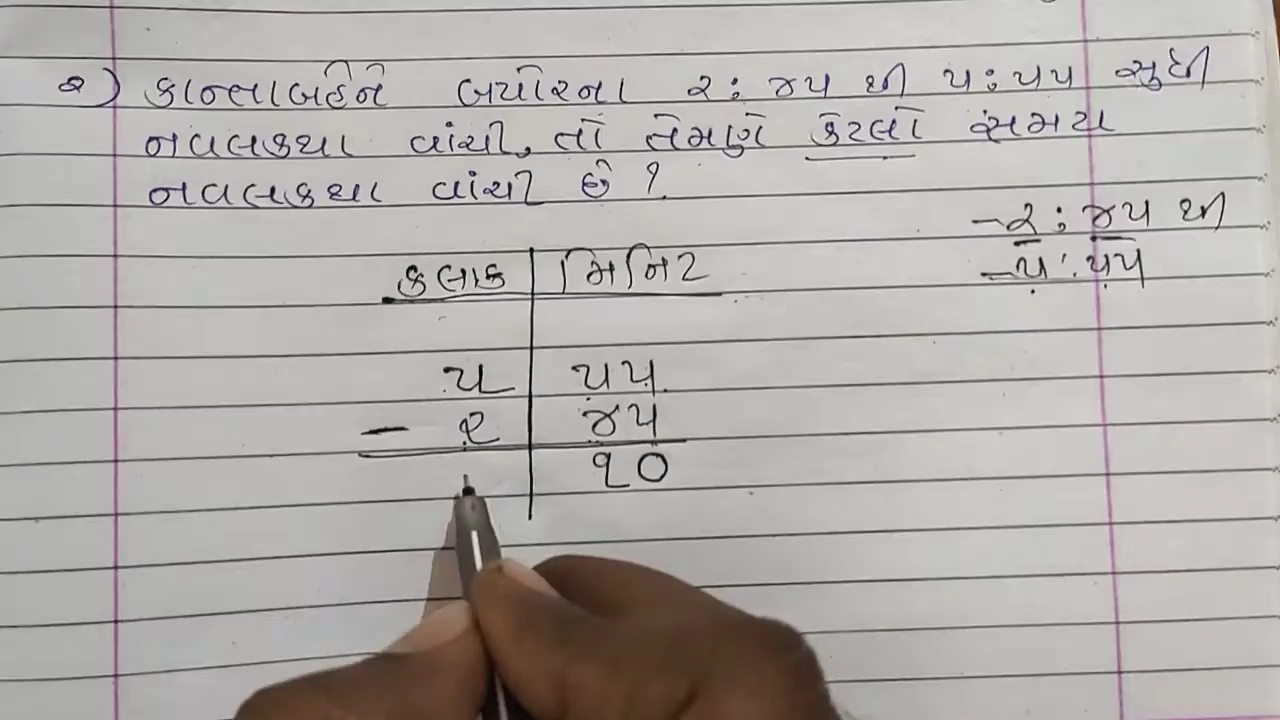 ૨) કાન્તાબહેને બપોરના ૨ : ૪૫ થી ૫ : ૫૫ સુધી
નવલકથા વાંચી, તો તેમણે કેટલો સમય
નવલકથા વાંચી છે ?
- ૨ : ૪૫ થી
- ૫ : ૫૫
કલાક મિનિટ
૫ ૫૫
- ૨ ૪૫
૧૦